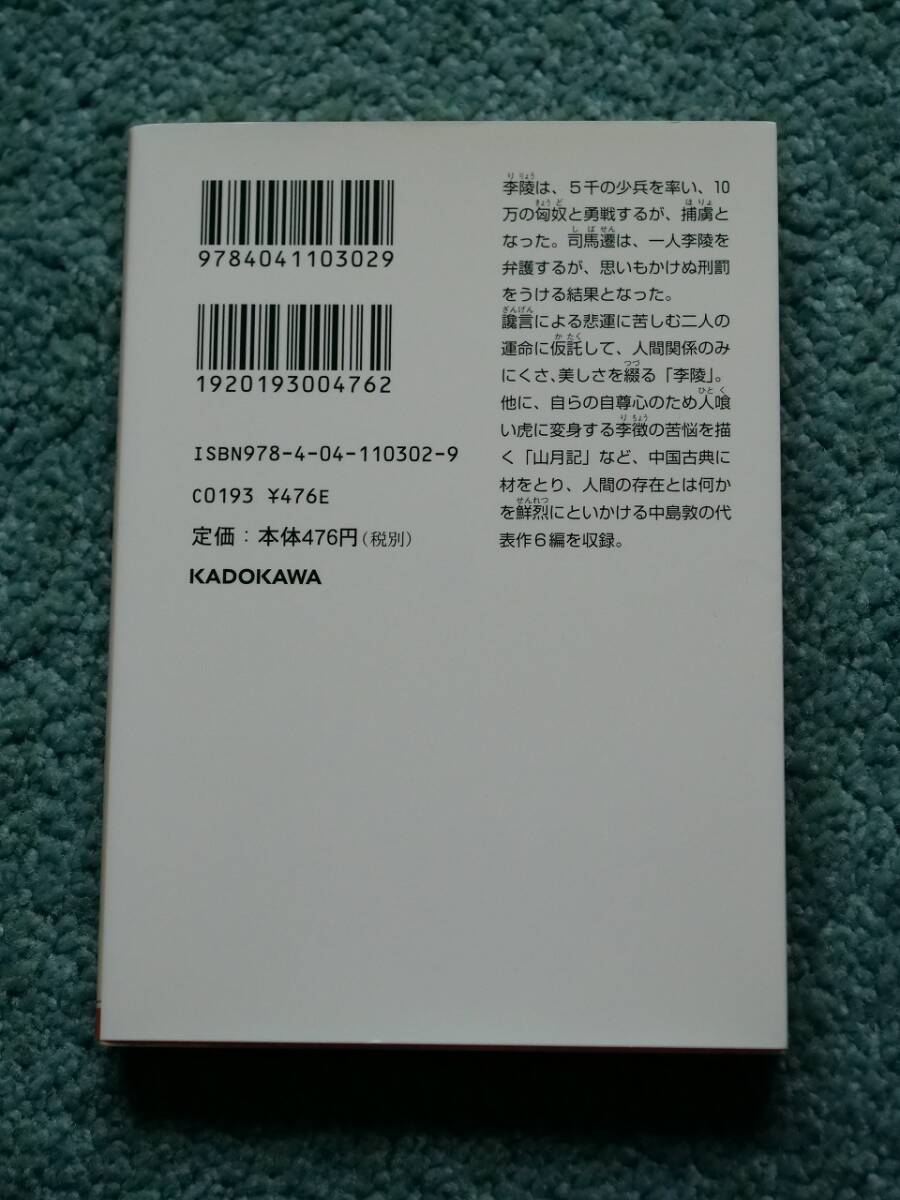 9784041103029
1920193004762
ISBN978-4-04-110302-9
C0193 ¥476E
定価：本体476円（税別）
KADOKAWA
李陵は、５千の少兵を率い、10
万の匈奴と勇戦するが、捕虜と
なった。司馬遷は、一人李陵を
弁護するが、思いもかけぬ刑罰
をうける結果となった。
讒言による悲運に苦しむ二人の
運命に仮託して、人間関係のみ
にくさ、美しさを綴る「李陵」。
他に、自らの自尊心のため人喰
い虎に変身する李徴の苦悩を描
く「山月記」など、中国古典に
材をとり、人間の存在とは何か
を鮮烈にといかける中島敦の代
表作６編を収録。